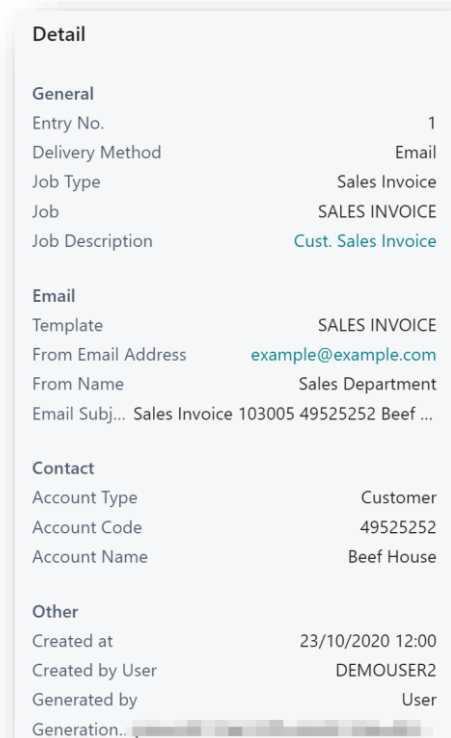 Detail
General
Entry No. 1
Delivery Method Email
Job Type Sales Invoice
Job SALES INVOICE
Job Description Cust. Sales Invoice
Email
Template SALES INVOICE
From Email Address example@example.com
From Name Sales Department
Email Subj... Sales Invoice 103005 49525252 Beef ...
Contact
Account Type Customer
Account Code 49525252
Account Name Beef House
Other
Created at 23/10/2020 12:00
Created by User DEMOUSER2
Generated by User
Generation..